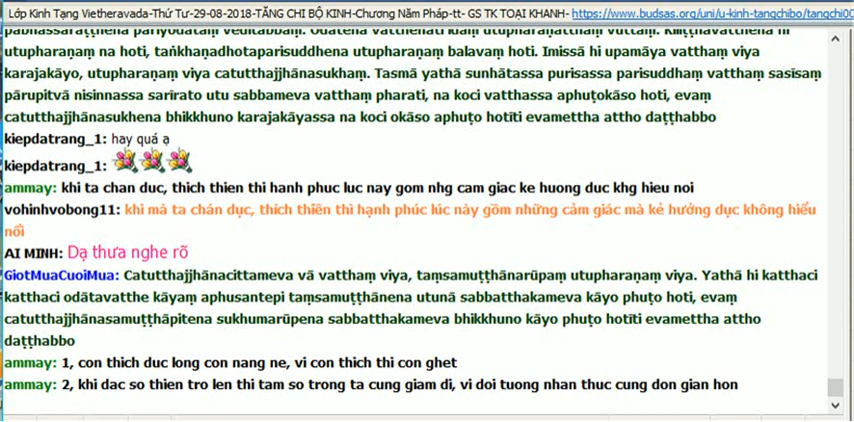 Lớp Kinh Tạng Vietheravada-Thứ Tư-29-08-2018-TĂNG CHI BỘ KINH-Chương Năm Pháp-tt- GS TK TOẠI KHANH- https://www.budsas.org/uni/u-kinh-tangchibo/tangchi0
pabhassaraṭṭhena pariyodātaṃ veditabbaṃ. Odātena vatthenāti idaṃ utupharaṇatthaṃ vuttaṃ. Kiliṭṭhavatthena hi
utupharaṇaṃ na hoti, taṅkhaṇadhotaparisuddhena utupharaṇaṃ balavaṃ hoti. Imissā hi upamāya vatthaṃ viya
karajakāyo, utupharaṇaṃ viya catutthajjhānasukhaṃ. Tasmā yathā sunhātassa purisassa parisuddhaṃ vatthaṃ sasīsaṃ
pārupitvā nisinnassa sarīrato utu sabbameva vatthaṃ pharati, na koci vatthassa aphuṭokāso hoti, evaṃ
catutthajjhānasukhena bhikkhuno karajakāyassa na koci okāso aphuṭo hotīti evamettha attho daṭṭhabbo
kiepdatrang_1: hay quá ạ
kiepdatrang_1:
ammay: khi ta chan duc, thich thien thi hanh phuc luc nay gom nhg cam giac ke huong duc khg hieu noi
vohinhvobong11: khi mà ta chán dục, thích thiền thì hạnh phúc lúc này gồm những cảm giác mà kẻ hưởng dục không hiểu
nổi
AI MINH: Dạ thưa nghe rõ
GiotMuaCuoiMua: Catutthajjhānacittameva vā vatthaṃ viya, taṃsamuṭṭhānarūpaṃ utupharaṇaṃ viya. Yathā hi katthaci
katthaci odātavatthe kāyaṃ aphusantepi taṃsamuṭṭhānena utunā sabbatthakameva kāyo phuṭo hoti, evaṃ
catutthajjhānasamuṭṭhāpitena sukhumarūpena sabbatthakameva bhikkhuno kāyo phuṭo hotīti evamettha attho
daṭṭhabbo
ammay: 1, con thich duc long con nang ne, vi con thich thi con ghet
ammay: 2, khi dac so thien tro len thi tam so trong ta cung giam di, vi doi tuong nhan thuc cung don gian hon